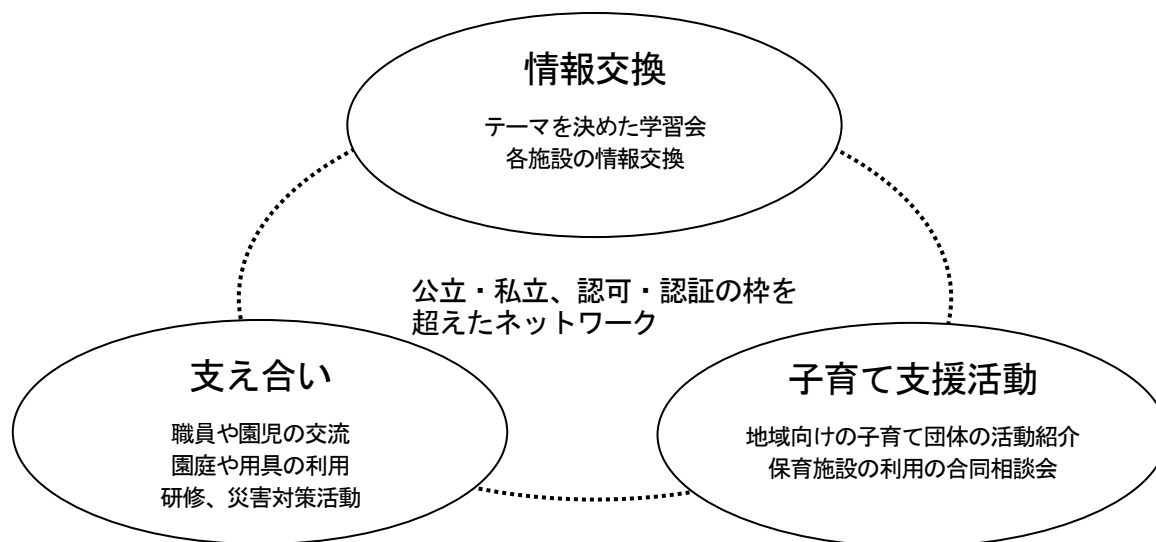 情報交換
テーマを決めた学習会
各施設の情報交換
公立・私立、認可・認証の枠を
超えたネットワーク
支え合い
職員や園児の交流
園庭や用具の利用
研修、災害対策活動
子育て支援活動
地域向けの子育て団体の活動紹介
保育施設の利用の合同相談会